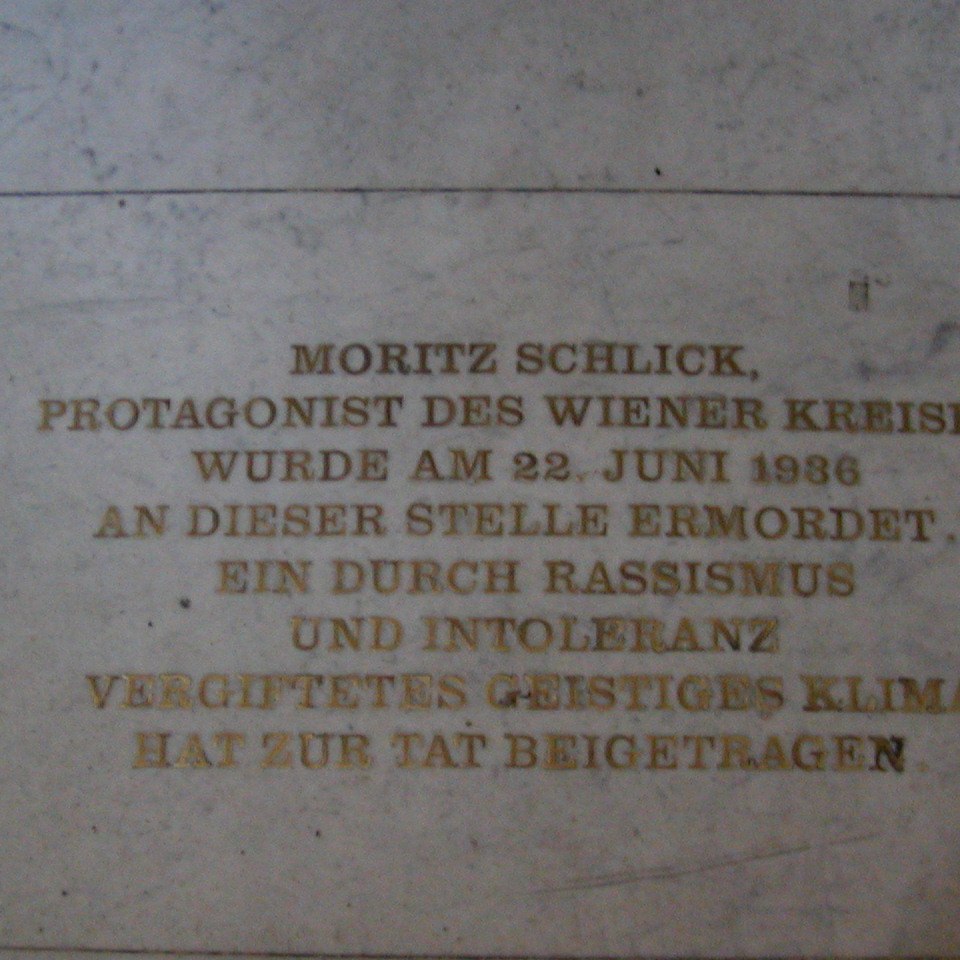 MORITZ SCHLICK,
PROTAGONIST DES WIENER
WURDE AM 22. JUNI 1936
AN DIESER STELLE ERMORDET.
EIN DURCH RASSISMUS
UND INTOLERANZ
VERGIFTETES GEISTIGES KLIMA
HAT ZUR TAT BEIGETRAGEN.